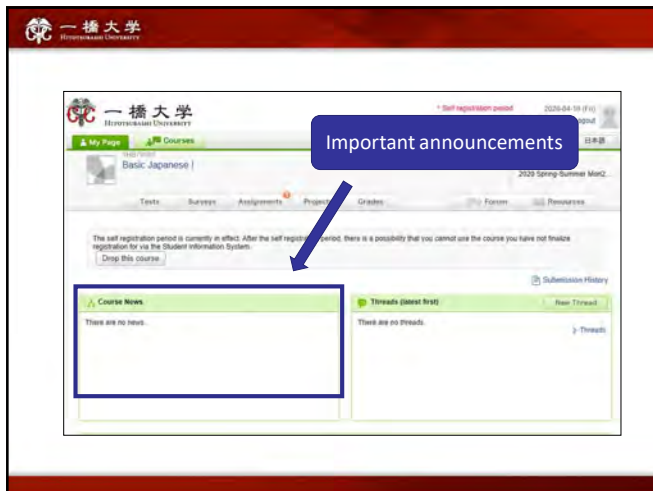 一橋大学
HITOTSUBASHI UNIVERSITY
一橋大学
HITOTSUBASHI UNIVERSITY
* Self registration period
Important announcements
My Page
Courses
日本語
Basic Japanese I
2020 Spring-Summer Mon2...
Tests Surveys Assignments Projects Grades Forum Resources
The self registration period is currently in effect. After the self registration period, there is a possibility that you cannot use the course you have not finalize
registration for via the Student Information System.
Drop this course
Submission History
Course News
Threads (latest first)
New Thread
There are no news.
There are no threads.
Threads